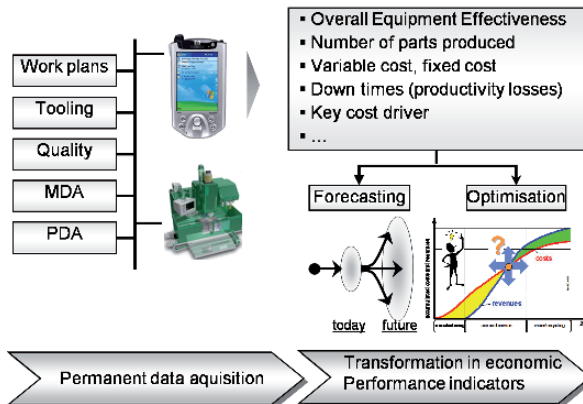 Work plans
Tooling
Quality
MDA
PDA
▪ Overall Equipment Effectiveness
▪ Number of parts produced
▪ Variable cost, fixed cost
▪ Down times (productivity losses)
▪ Key cost driver
▪ ...
Forecasting
Optimisation
today
future
?
costs
revenues
Permanent data aquisition
Transformation in economic
Performance indicators